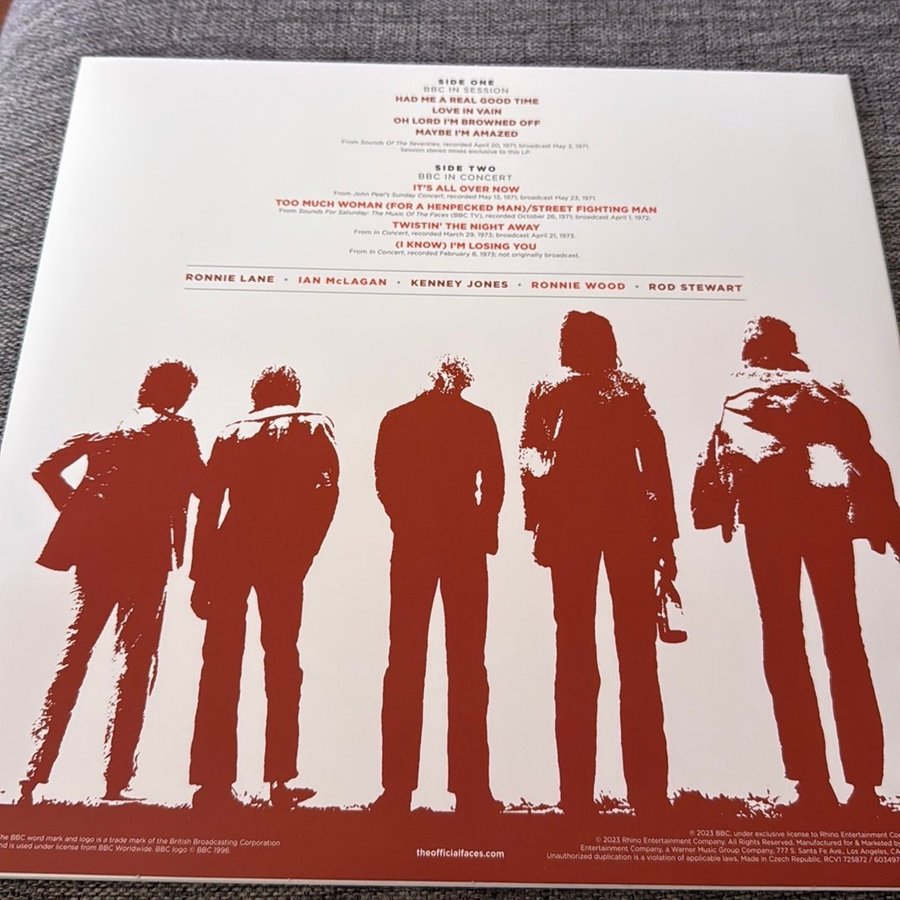 SIDE ONE
BBC IN SESSION
HAD ME A REAL GOOD TIME
LOVE IN VAIN
OH LORD I'M BROWNED OFF
MAYBE I'M AMAZED
From Sounds Of The Seventies, recorded April 20, 1971; broadcast May 3, 1971.
Session stereo mixes exclusive to this LP.
SIDE TWO
BBC IN CONCERT
IT'S ALL OVER NOW
From John Peel's Sunday Concert, recorded May 13, 1971; broadcast May 23, 1971.
TOO MUCH WOMAN (FOR A HENPECKED MAN)/STREET FIGHTING MAN
From Sounds For Saturday: The Music Of The Faces (BBC TV), recorded October 26, 1971; broadcast April 1, 1972.
TWISTIN' THE NIGHT AWAY
From In Concert, recorded March 29, 1973; broadcast April 21, 1973.
(I KNOW) I'M LOSING YOU
From In Concert, recorded February 8, 1973; not originally broadcast.
RONNIE LANE • IAN McLAGAN • KENNEY JONES • RONNIE WOOD • ROD STEWART
The BBC word mark and logo is a trade mark of the British Broadcasting Corporation
and is used under license from BBC Worldwide. BBC logo © BBC 1996.
theofficialfaces.com
℗ 2023 BBC, under exclusive license to Rhino Entertainment
© 2023 Rhino Entertainment Company. All Rights Reserved. Manufactured for & Marketed by
Entertainment Company, a Warner Music Group Company, 777 S. Santa Fe Ave., Los Angeles, CA
Unauthorized duplication is a violation of applicable laws. Made in Czech Republic. RCV1 725872 / 603497